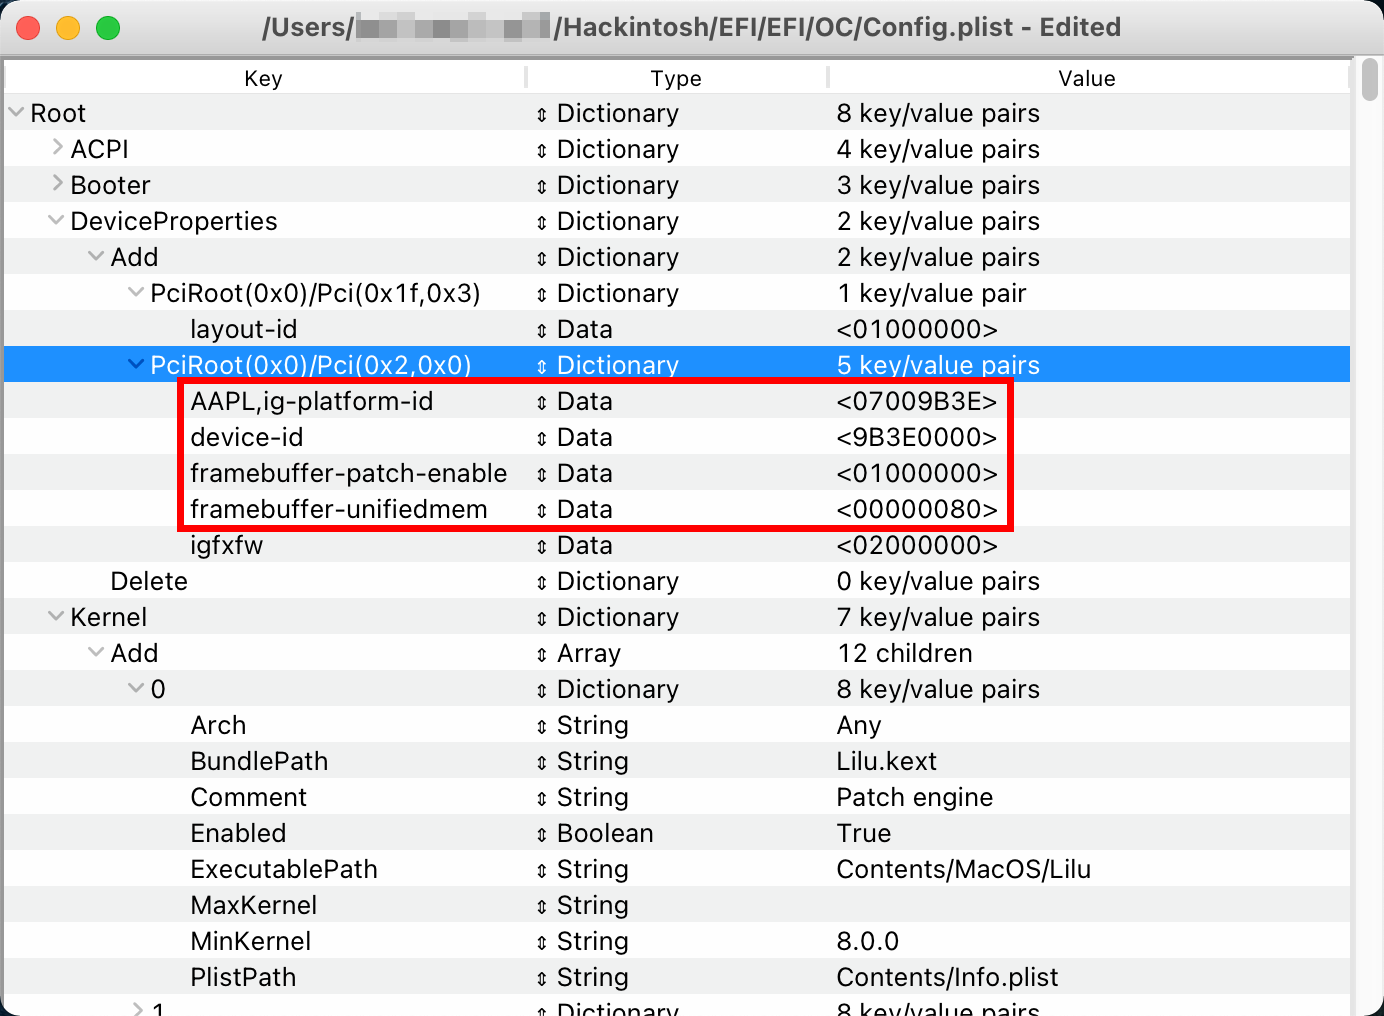 /Users/ /Hackintosh/EFI/EFI/OC/Config.plist - Edited
Key Type Value
Root Dictionary 8 key/value pairs
ACPI Dictionary 4 key/value pairs
Booter Dictionary 3 key/value pairs
DeviceProperties Dictionary 2 key/value pairs
Add Dictionary 2 key/value pairs
PciRoot(0x0)/Pci(0x1f,0x3) Dictionary 1 key/value pair
layout-id Data <01000000>
PciRoot(0x0)/Pci(0x2,0x0) Dictionary 5 key/value pairs
AAPL,ig-platform-id Data <07009B3E>
device-id Data <9B3E0000>
framebuffer-patch-enable Data <01000000>
framebuffer-unifiedmem Data <00000080>
igfxfw Data <02000000>
Delete Dictionary 0 key/value pairs
Kernel Dictionary 7 key/value pairs
Add Array 12 children
0 Dictionary 8 key/value pairs
Arch String Any
BundlePath String Lilu.kext
Comment String Patch engine
Enabled Boolean True
ExecutablePath String Contents/MacOS/Lilu
MaxKernel String
MinKernel String 8.0.0
PlistPath String Contents/Info.plist
1 Dictionary 8 key/value pairs